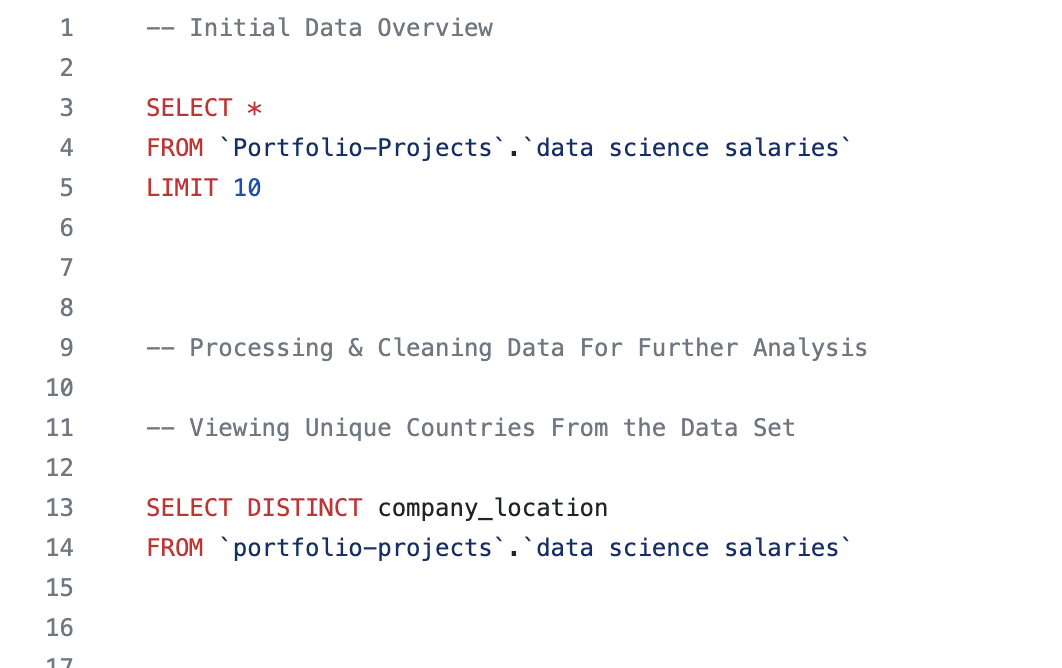 1 -- Initial Data Overview
2
3 SELECT *
4 FROM `Portfolio-Projects`.`data science salaries`
5 LIMIT 10
6
7
8
9 -- Processing & Cleaning Data For Further Analysis
10
11 -- Viewing Unique Countries From the Data Set
12
13 SELECT DISTINCT company_location
14 FROM `portfolio-projects`.`data science salaries`
15
16
17